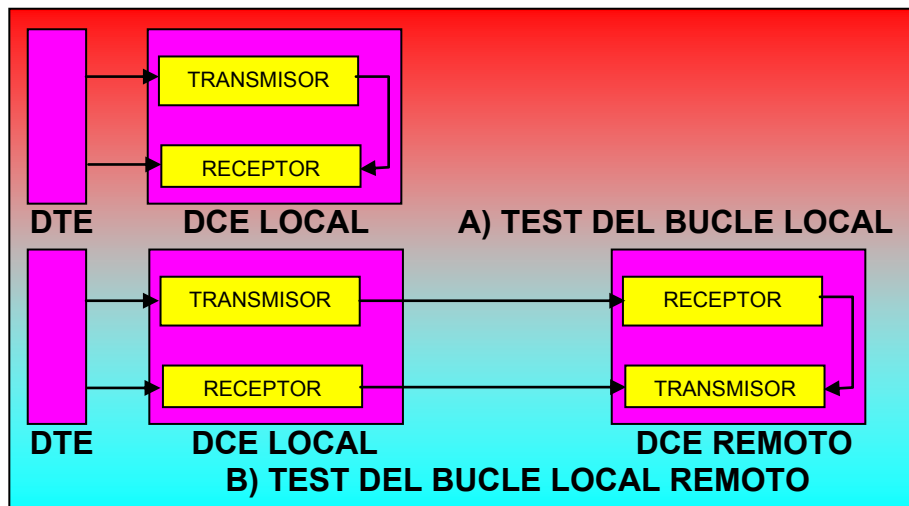 TRANSMISOR
RECEPTOR
DTE
DCE LOCAL
A) TEST DEL BUCLE LOCAL
TRANSMISOR
RECEPTOR
RECEPTOR
TRANSMISOR
DTE
DCE LOCAL
DCE REMOTO
B) TEST DEL BUCLE LOCAL REMOTO